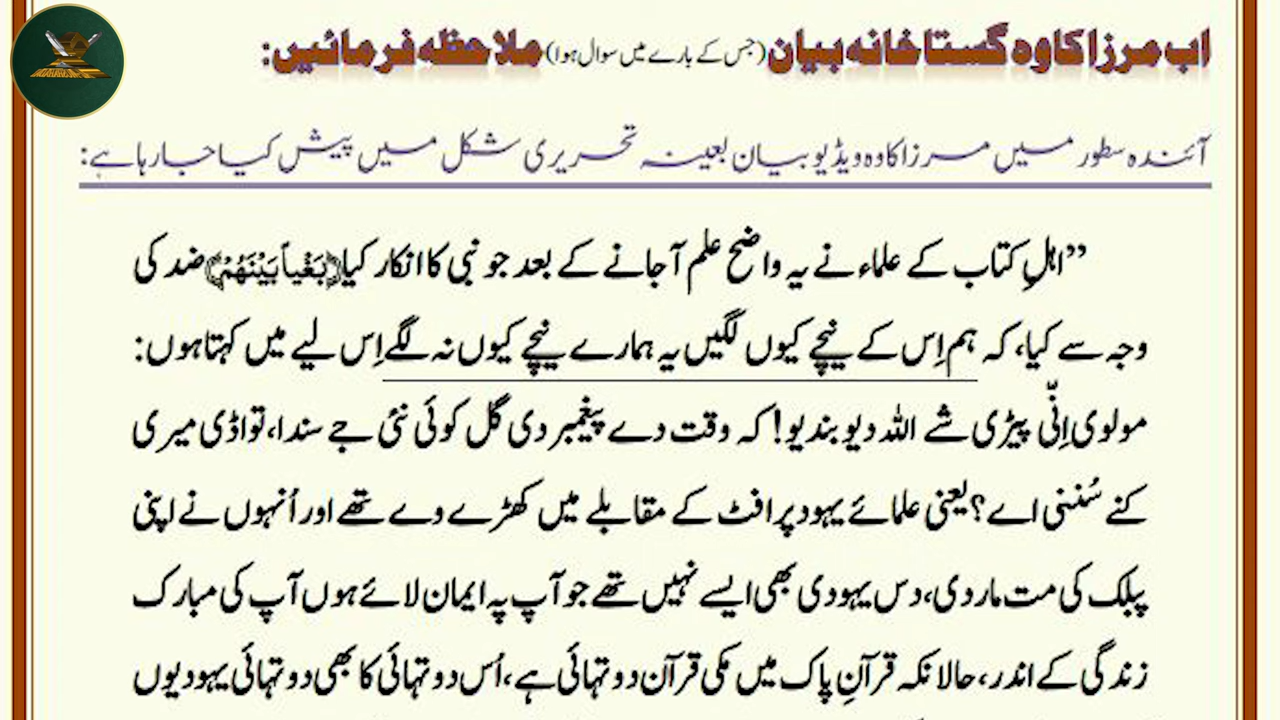 اب مرزا کا وہ گستاخانہ بیان (جس کے بارے میں سوال ہوا) ملاحظہ فرمائیں:
آئندہ سطور میں مرزا کا وہ ویڈیو بیان بعینہ تحریری شکل میں پیش کیا جا رہا ہے:
”اہلِ کتاب کے علماء نے یہ واضح علم آجانے کے بعد جو نبی کا انکار کیا ﴿بَغْیاً بَیْنَهُمْ﴾ ضد کی
وجہ سے کیا، کہ ہم اِس کے نیچے کیوں لگیں یہ ہمارے نیچے کیوں نہ لگے اِس لیے میں کہتا ہوں:
مولوی اِنّی پیڑی شے اللہ دیو بندیو! کہ وقت دے پیغمبر دی گل کوئی نئی جے سندا، تواڈی میری
کنے سُننی اے؟ یعنی علمائے یہود پر افٹ کے مقابلے میں کھڑے وے تھے اور اُنہوں نے اپنی
پبلک کی مت مار دی، دس یہودی بھی ایسے نہیں تھے جو آپ پہ ایمان لائے ہوں آپ کی مبارک
زندگی کے اندر، حالانکہ قرآنِ پاک میں مکی قرآن دو تہائی ہے، اُس دو تہائی کا بھی دو تہائی یہودیوں